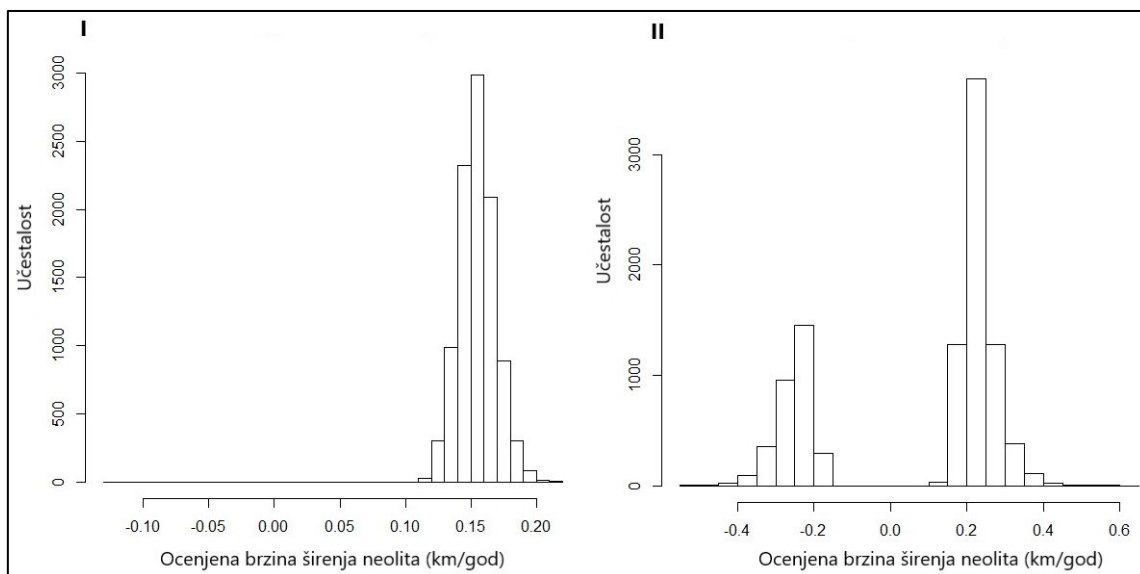 I
II
Učestalost
3000
2500
2000
1500
1000
500
0
-0.10 -0.05 0.00 0.05 0.10 0.15 0.20
Ocenjena brzina širenja neolita (km/god)
Učestalost
3000
2000
1000
0
-0.4 -0.2 0.0 0.2 0.4 0.6
Ocenjena brzina širenja neolita (km/god)